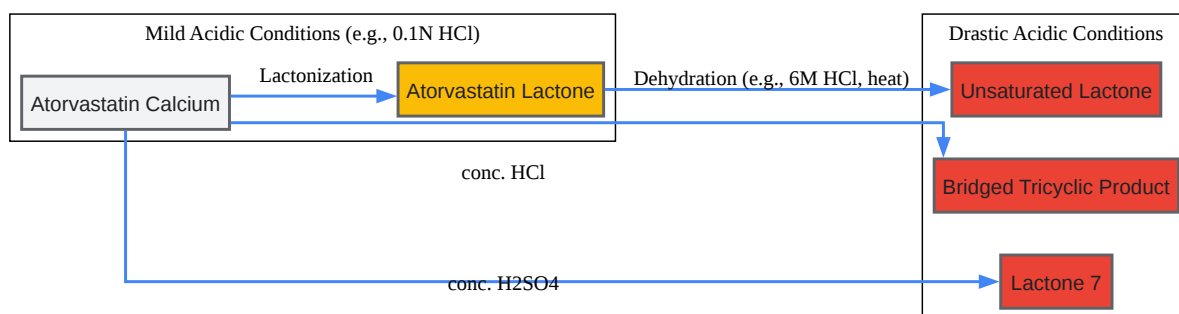 Mild Acidic Conditions (e.g., 0.1N HCl)
Drastic Acidic Conditions
Lactonization
Atorvastatin Calcium
Atorvastatin Lactone
Dehydration (e.g., 6M HCl, heat)
Unsaturated Lactone
conc. HCl
Bridged Tricyclic Product
conc. H2SO4
Lactone 7